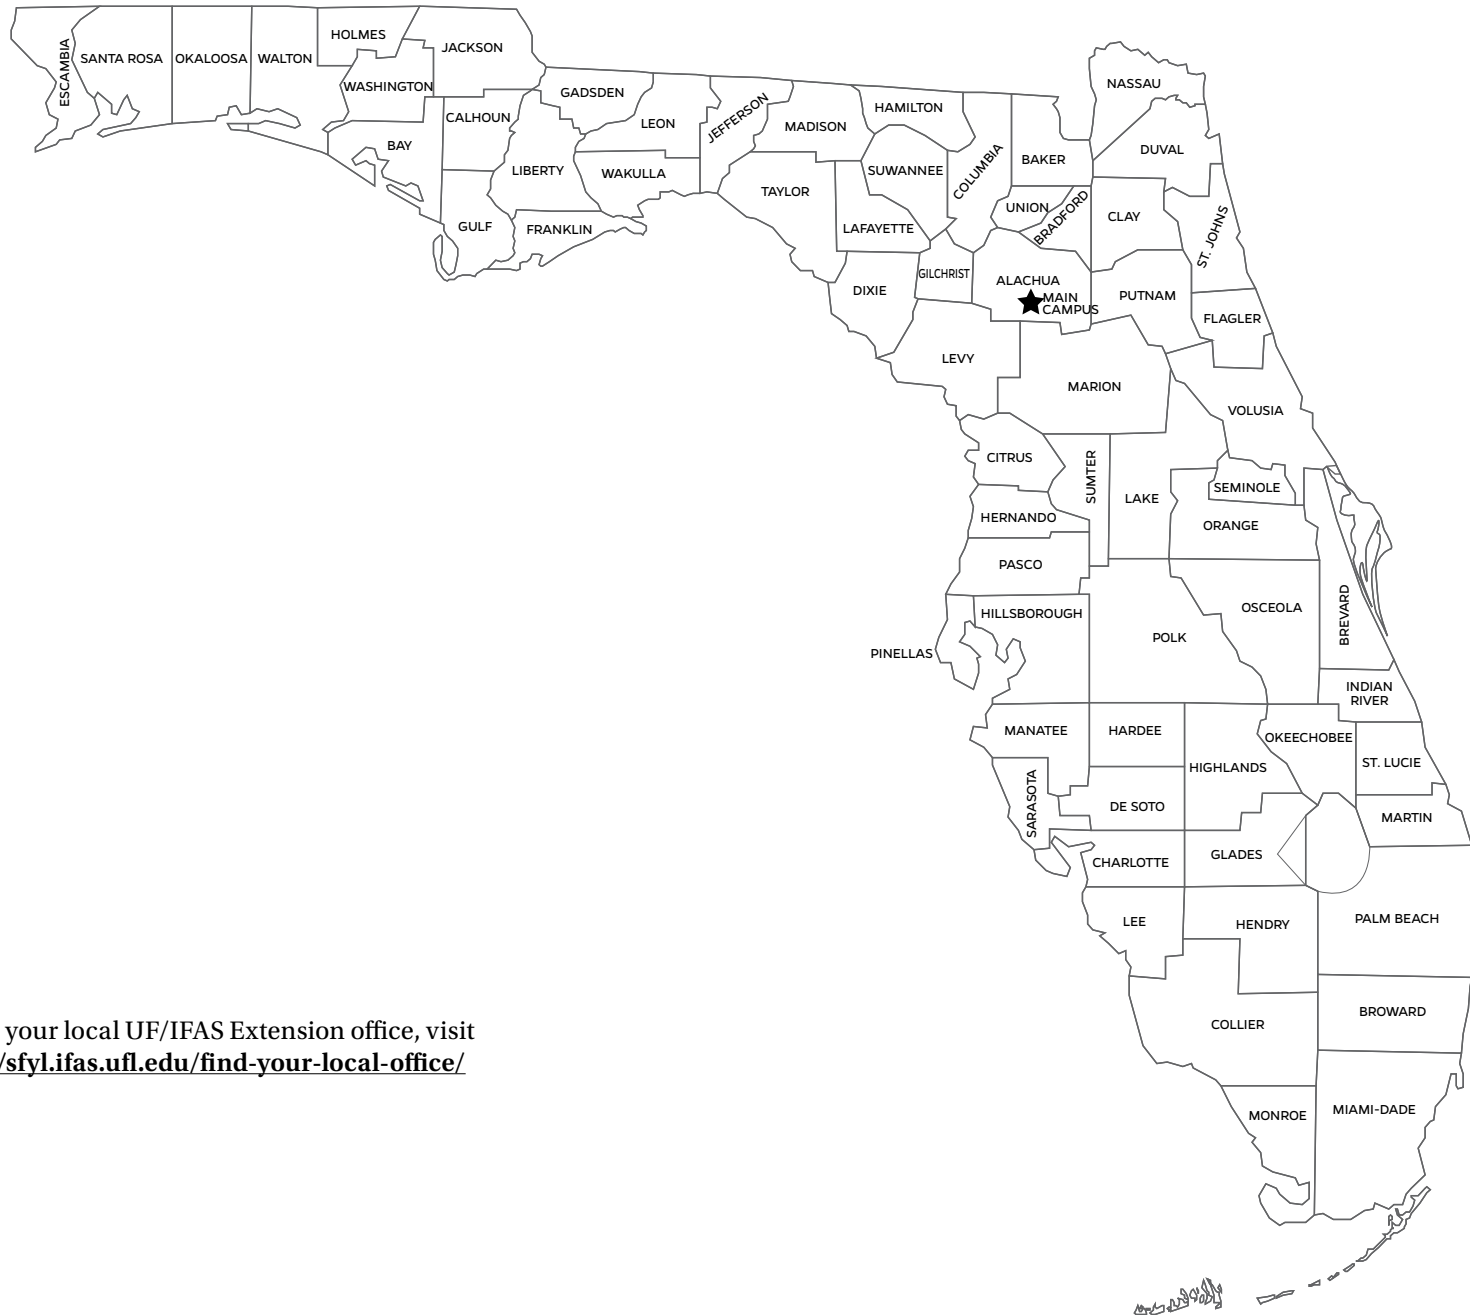 HOLMES
JACKSON
ESCAMBIA
SANTA ROSA
OKALOOSA
WALTON
WASHINGTON
NASSAU
GADSDEN
HAMILTON
CALHOUN
LEON
JEFFERSON
MADISON
BAY
DUVAL
BAKER
LIBERTY
WAKULLA
SUWANNEE
COLUMBIA
TAYLOR
UNION
BRADFORD
CLAY
GULF
FRANKLIN
LAFAYETTE
ST. JOHNS
GILCHRIST
ALACHUA
DIXIE
MAIN
CAMPUS
PUTNAM
FLAGLER
LEVY
MARION
VOLUSIA
CITRUS
SUMTER
LAKE
SEMINOLE
HERNANDO
ORANGE
PASCO
HILLSBOROUGH
OSCEOLA
BREVARD
POLK
PINELLAS
INDIAN
RIVER
MANATEE
HARDEE
OKEECHOBEE
HIGHLANDS
ST. LUCIE
SARASOTA
DE SOTO
MARTIN
CHARLOTTE
GLADES
LEE
HENDRY
PALM BEACH
COLLIER
BROWARD
MONROE
MIAMI-DADE
your local UF/IFAS Extension office, visit
/sfyl.ifas.ufl.edu/find-your-local-office/